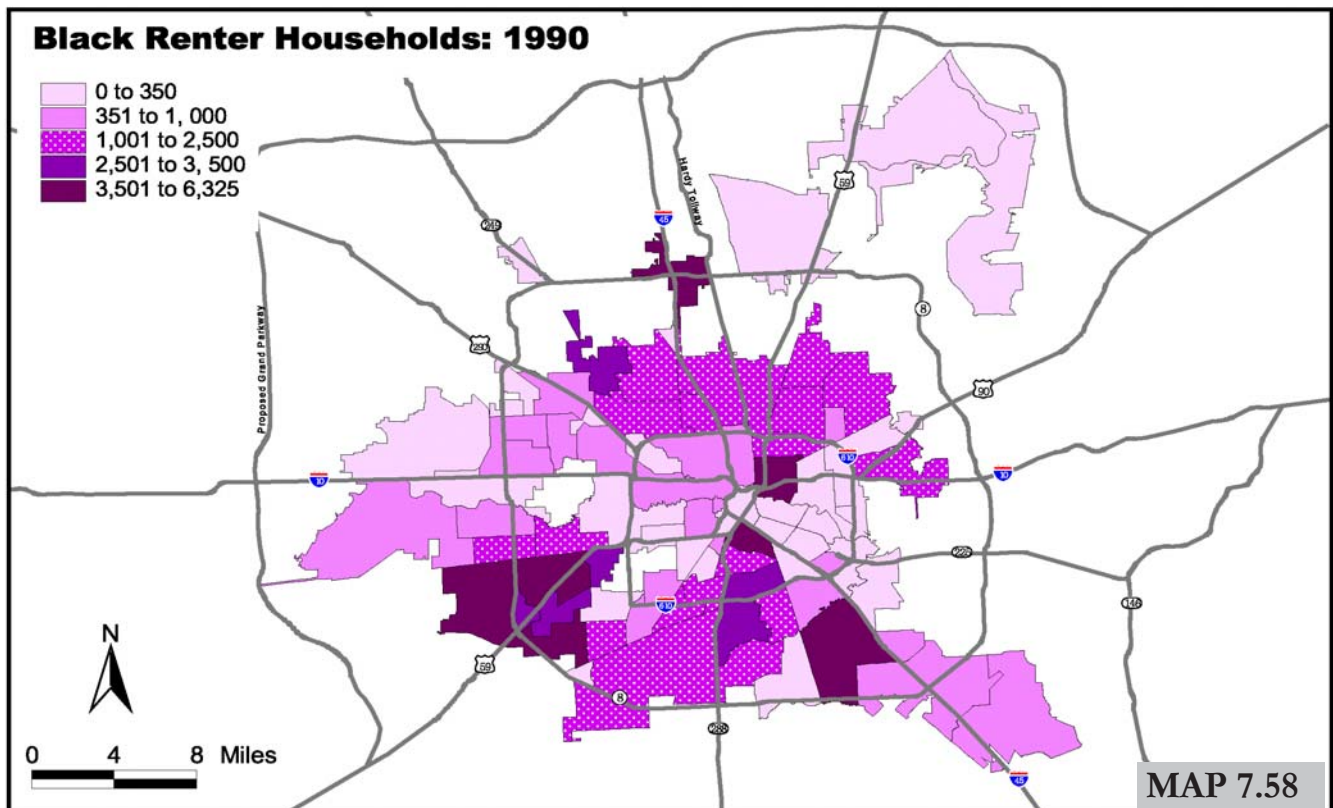 Black Renter Households: 1990
0 to 350
351 to 1, 000
1,001 to 2,500
2,501 to 3, 500
3,501 to 6,325
Hardy Tollway
59
45
249
8
Proposed Grand Parkway
290
90
610
10
10
225
146
610
59
8
288
45
N
0 4 8 Miles
MAP 7.58